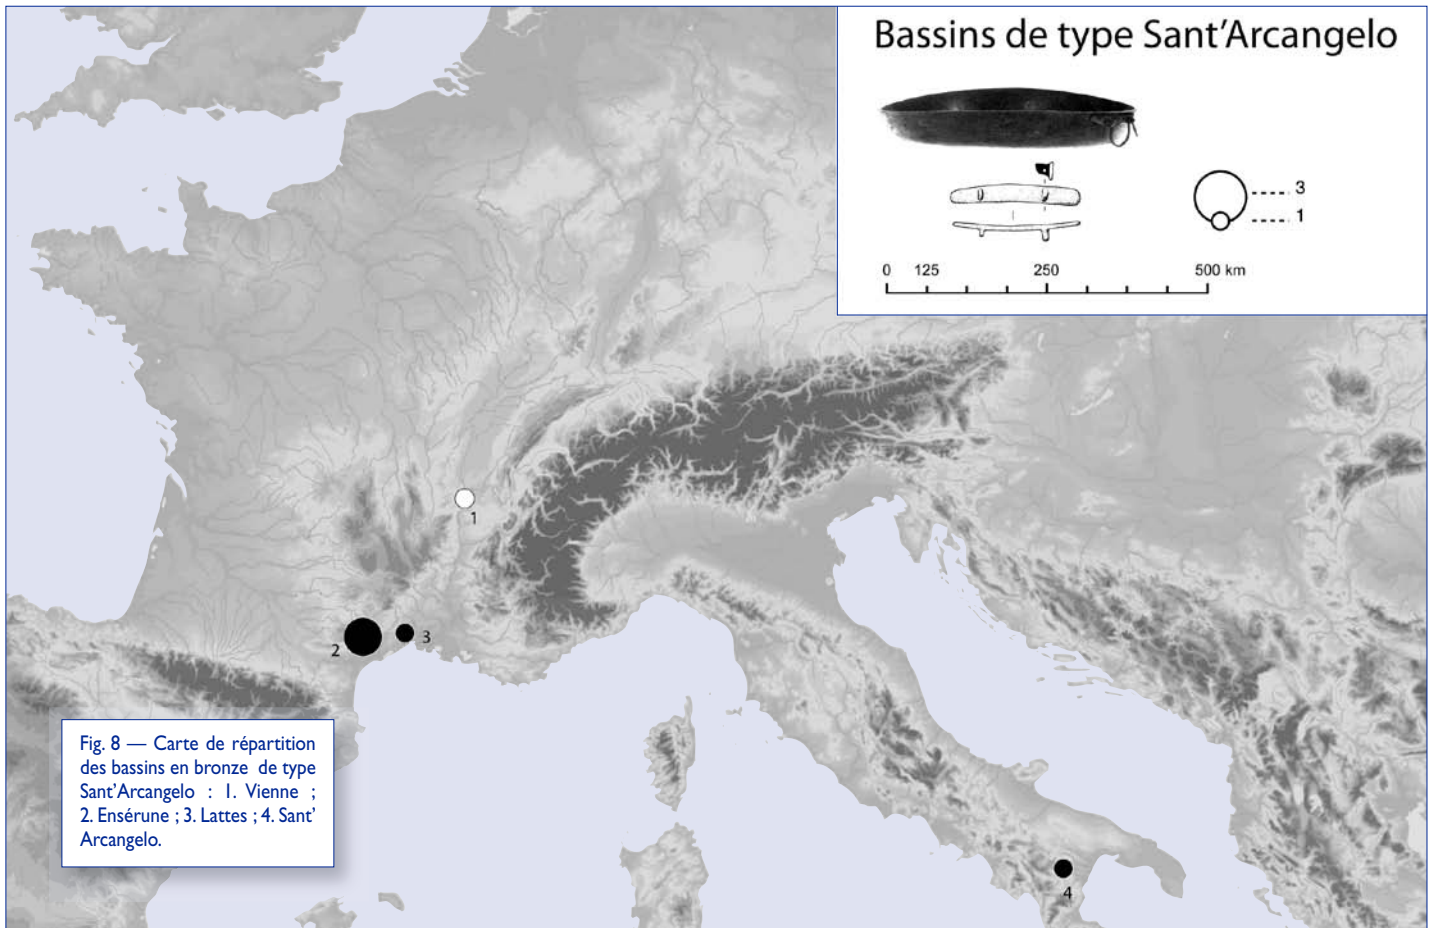 Bassins de type Sant'Arcangelo
3
1
0 125 250 500 km
1
2
3
Fig. 8 — Carte de répartition
des bassins en bronze de type
Sant'Arcangelo : 1. Vienne ;
2. Ensérune ; 3. Lattes ; 4. Sant'
Arcangelo.
4